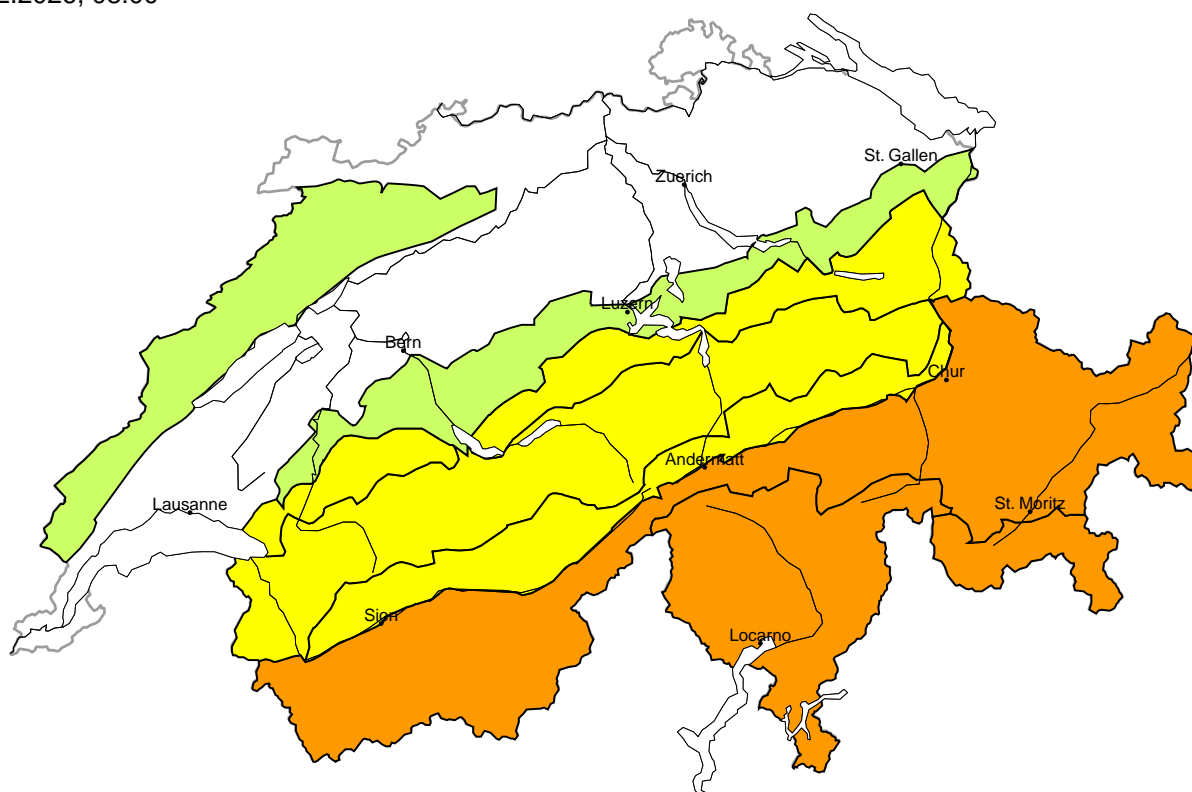 St. Gallen
Zuerich
Luzern
Bern
Chur
Andermatt
Lausanne
St. Moritz
Sion
Locarno